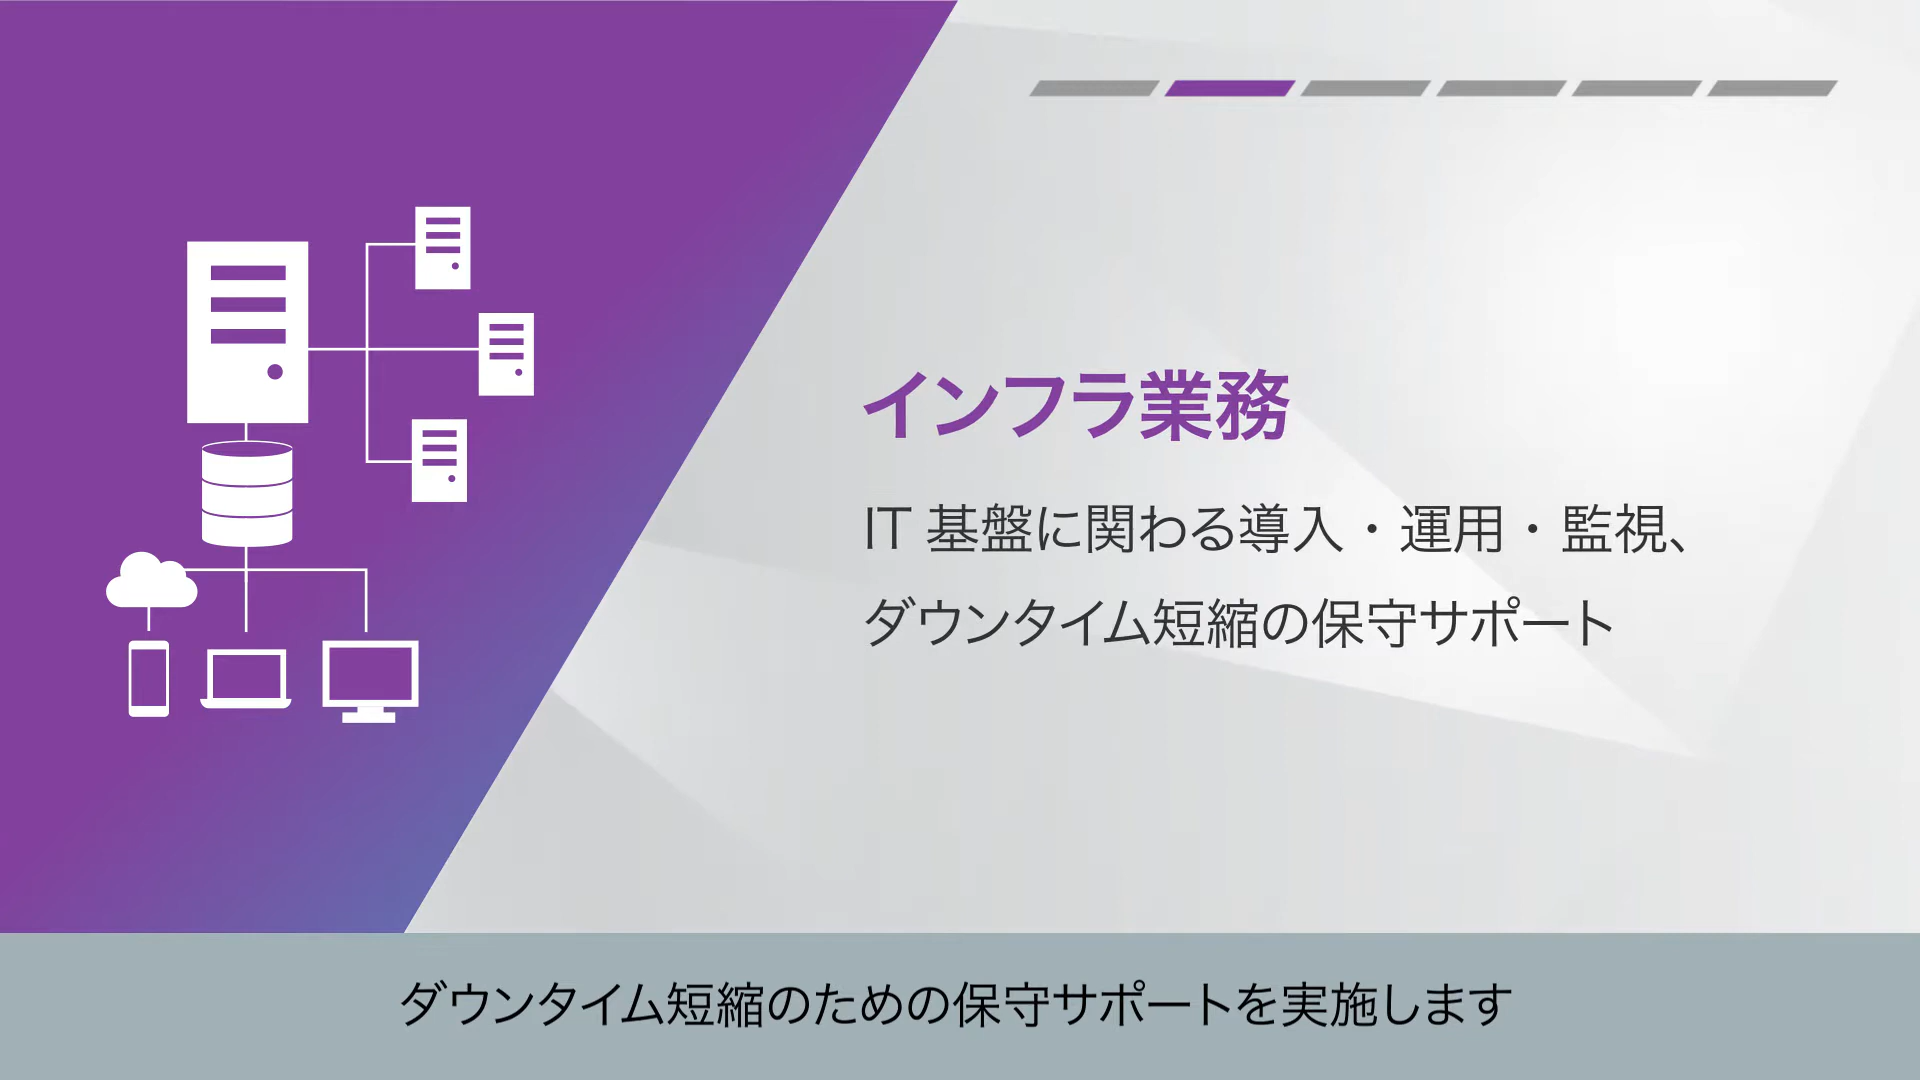 インフラ業務
IT 基盤に関わる導入・運用・監視、
ダウンタイム短縮の保守サポート
ダウンタイム短縮のための保守サポートを実施します